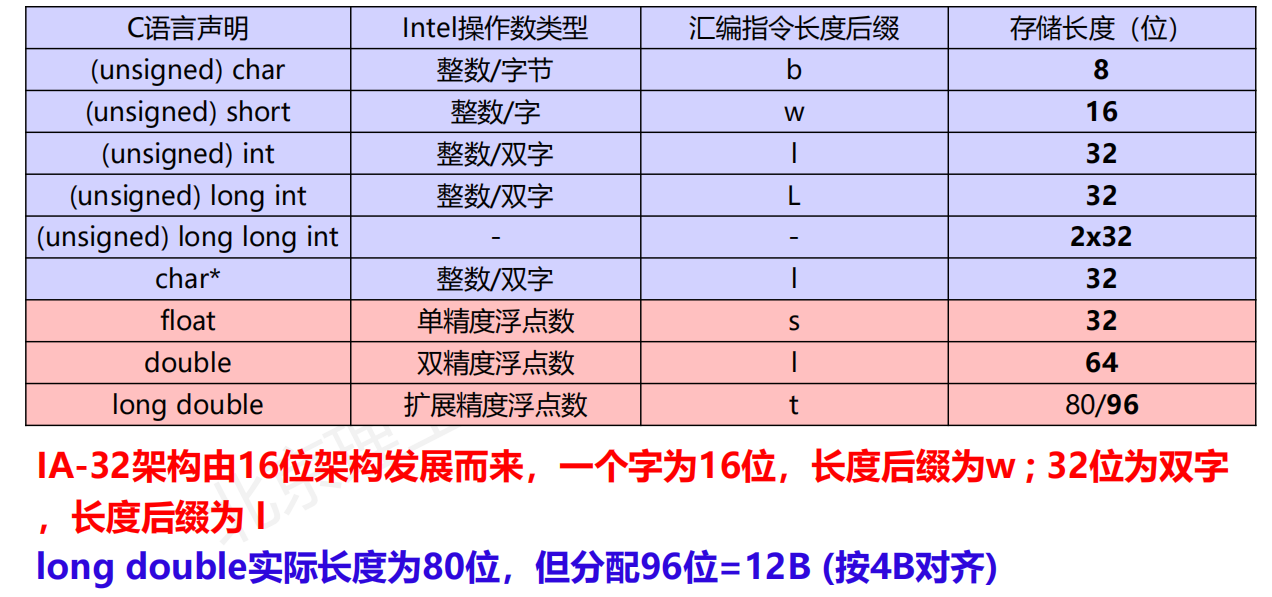 C语言声明 Intel操作数类型 汇编指令长度后缀 存储长度（位）
(unsigned) char 整数/字节 b 8
(unsigned) short 整数/字 w 16
(unsigned) int 整数/双字 l 32
(unsigned) long int 整数/双字 L 32
(unsigned) long long int - - 2x32
char* 整数/双字 l 32
float 单精度浮点数 s 32
double 双精度浮点数 l 64
long double 扩展精度浮点数 t 80/96
IA-32架构由16位架构发展而来，一个字为16位，长度后缀为w ; 32位为双字
，长度后缀为 l
long double实际长度为80位，但分配96位=12B (按4B对齐)
北京理